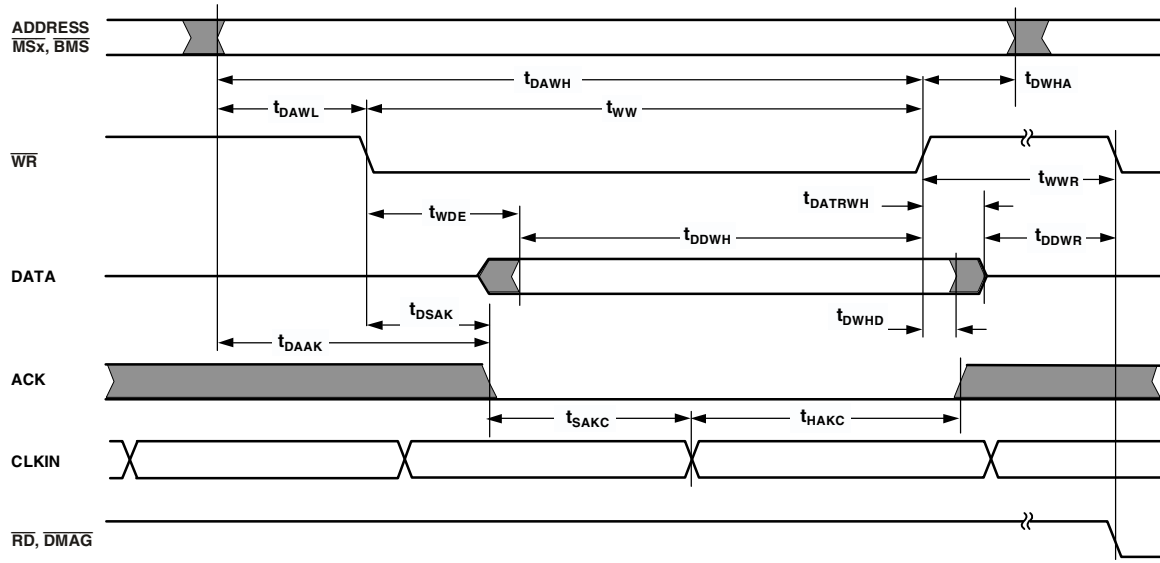 ADDRESS
MSx, BMS
tDAWH
tDWHA
tDAWL
tWW
WR
tWWR
tDATRWH
tWDE
tDDWH
tDDWR
DATA
tDSAK
tDWHD
tDAAK
ACK
tSAKC
tHAKC
CLKIN
RD, DMAG